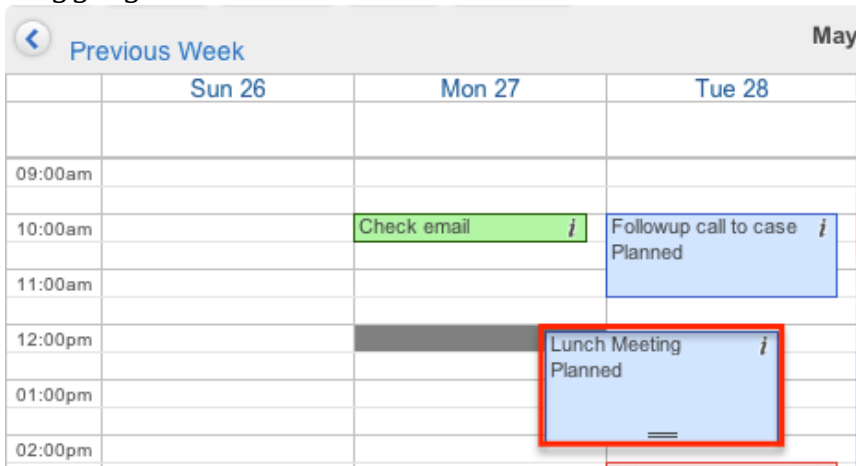 Previous Week
May
Sun 26
Mon 27
Tue 28
09:00am
10:00am
Check email i
Followup call to case i
Planned
11:00am
12:00pm
Lunch Meeting i
Planned
01:00pm
02:00pm